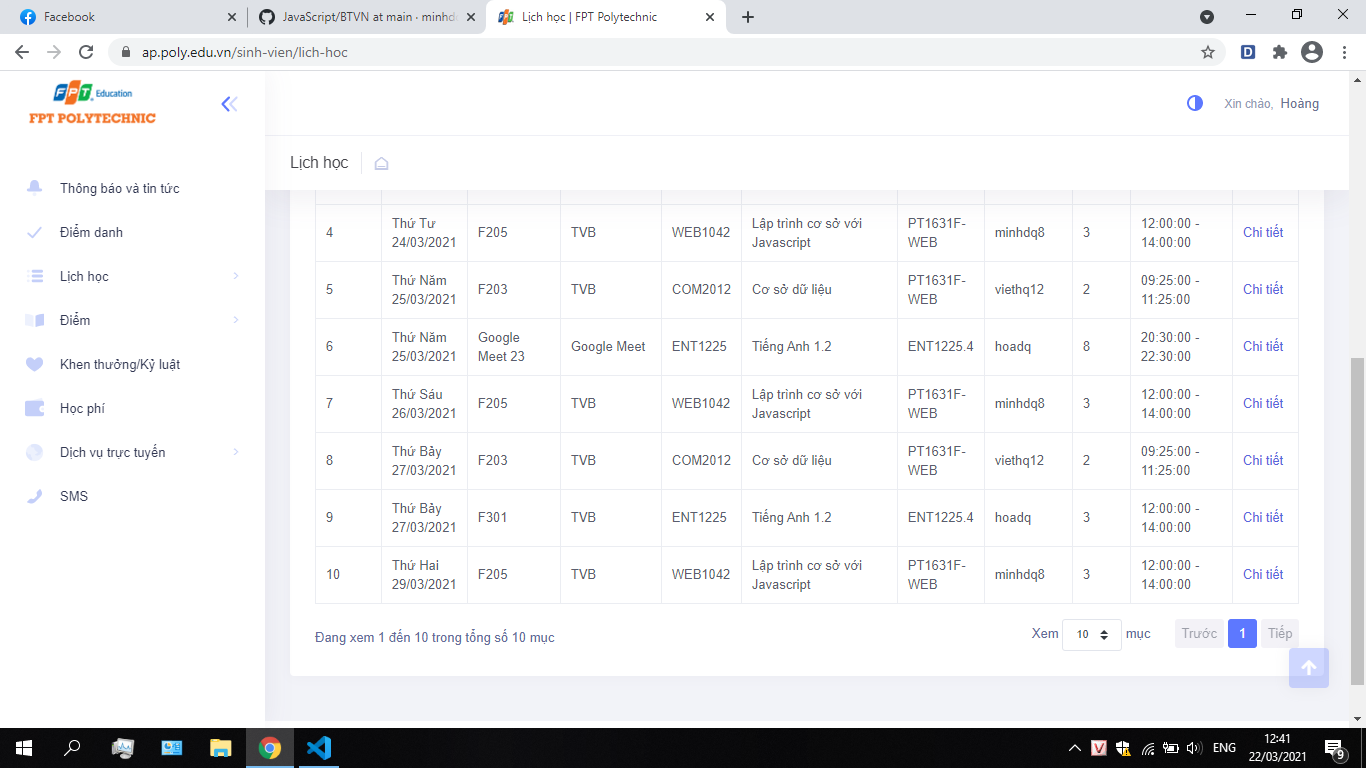 Facebook
JavaScript/BTVN at main · minhd
Lịch học | FPT Polytechnic
ap.poly.edu.vn/sinh-vien/lich-hoc
FPT Education
FPT POLYTECHNIC
Xin chào, Hoàng
Lịch học
Thông báo và tin tức
Điểm danh
Lịch học
Điểm
Khen thưởng/Kỷ luật
Học phí
Dịch vụ trực tuyến
SMS
4 Thứ Tư 24/03/2021 F205 TVB WEB1042 Lập trình cơ sở với Javascript PT1631F-WEB minhdq8 3 12:00:00 - 14:00:00 Chi tiết
5 Thứ Năm 25/03/2021 F203 TVB COM2012 Cơ sở dữ liệu PT1631F-WEB viethq12 2 09:25:00 - 11:25:00 Chi tiết
6 Thứ Năm 25/03/2021 Google Meet 23 Google Meet ENT1225 Tiếng Anh 1.2 ENT1225.4 hoadq 8 20:30:00 - 22:30:00 Chi tiết
7 Thứ Sáu 26/03/2021 F205 TVB WEB1042 Lập trình cơ sở với Javascript PT1631F-WEB minhdq8 3 12:00:00 - 14:00:00 Chi tiết
8 Thứ Bảy 27/03/2021 F203 TVB COM2012 Cơ sở dữ liệu PT1631F-WEB viethq12 2 09:25:00 - 11:25:00 Chi tiết
9 Thứ Bảy 27/03/2021 F301 TVB ENT1225 Tiếng Anh 1.2 ENT1225.4 hoadq 3 12:00:00 - 14:00:00 Chi tiết
10 Thứ Hai 29/03/2021 F205 TVB WEB1042 Lập trình cơ sở với Javascript PT1631F-WEB minhdq8 3 12:00:00 - 14:00:00 Chi tiết
Đang xem 1 đến 10 trong tổng số 10 mục
Xem 10 mục
Trước 1 Tiếp
ENG
12:41
22/03/2021
9